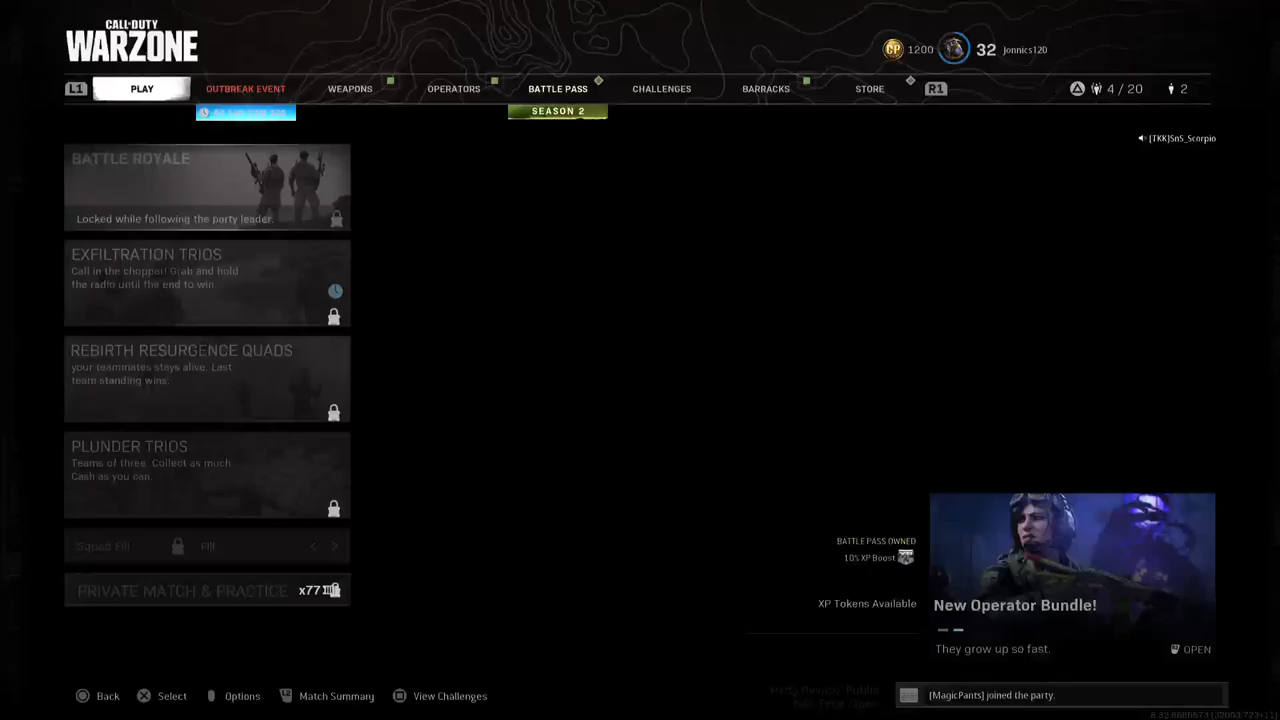 CALL OF DUTY
WARZONE
CP 1200 32 Jonnics120
L1 PLAY OUTBREAK EVENT WEAPONS OPERATORS BATTLE PASS CHALLENGES BARRACKS STORE R1 4 / 20 2
SEASON 2
[TKK]SnS_Scorpio
BATTLE ROYALE
Locked while following the party leader.
EXFILTRATION TRIOS
Call in the chopper! Grab and hold
the radio until the end to win.
REBIRTH RESURGENCE QUADS
your teammates stays alive. Last
team standing wins.
PLUNDER TRIOS
Teams of three. Collect as much
Cash as you can.
Squad Fill Fill
PRIVATE MATCH & PRACTICE
BATTLE PASS OWNED
10% XP Boost
XP Tokens Available
New Operator Bundle!
They grow up so fast. OPEN
Back Select Options Match Summary View Challenges
Party Privacy: Public
[MagicPants] joined the party.